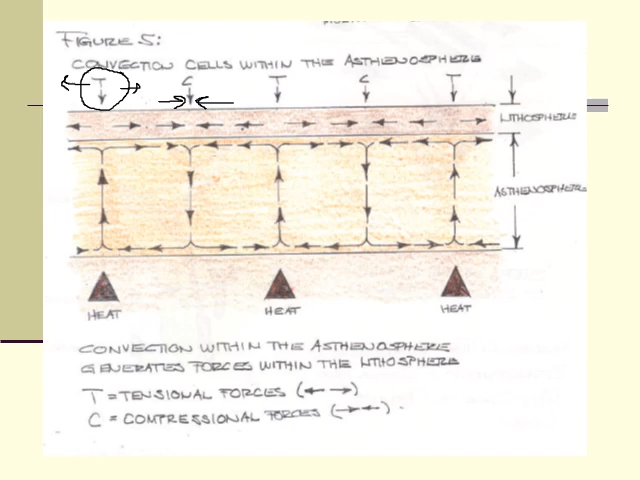 FIGURE 5:
CONVECTION CELLS WITHIN THE ASTHENOSPHERE
T C T C T
LITHOSPHERE
ASTHENOSPHERE
HEAT HEAT HEAT
CONVECTION WITHIN THE ASTHENOSPHERE
GENERATES FORCES WITHIN THE LITHOSPHERE
T = TENSIONAL FORCES (← →)
C = COMPRESSIONAL FORCES (→←).